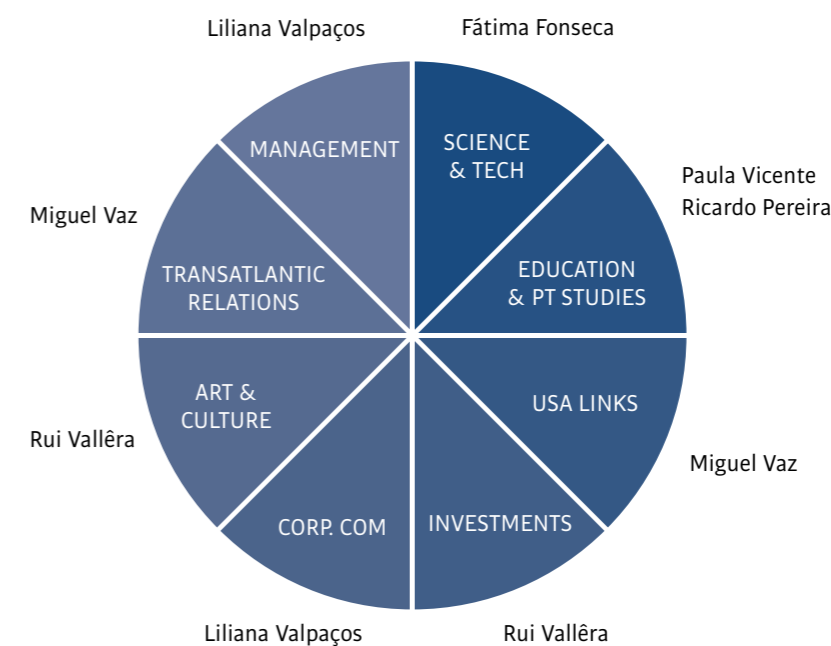 Liliana Valpaços
Fátima Fonseca
MANAGEMENT
SCIENCE
& TECH
Paula Vicente
Ricardo Pereira
Miguel Vaz
TRANSATLANTIC
RELATIONS
EDUCATION
& PT STUDIES
ART &
CULTURE
USA LINKS
Rui Vallêra
Miguel Vaz
CORP. COM
INVESTMENTS
Liliana Valpaços
Rui Vallêra